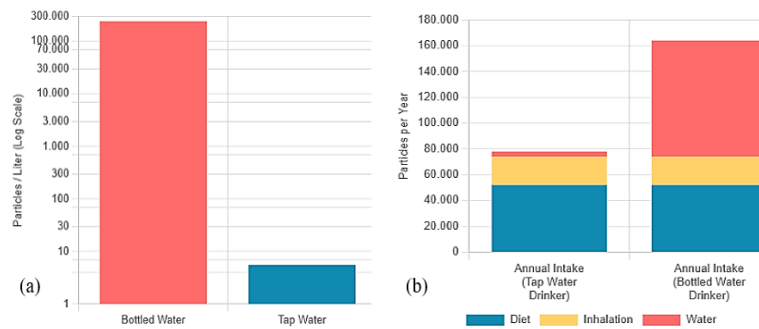 300.000
100.000
70.000
30.000
10.000
3.000
1.000
300
100
30
10
1
Particles / Liter (Log Scale)
(a)
Bottled Water
Tap Water
180.000
160.000
140.000
120.000
100.000
80.000
60.000
40.000
20.000
0
Particles per Year
(b)
Annual Intake
(Tap Water
Drinker)
Annual Intake
(Bottled Water
Drinker)
Diet
Inhalation
Water